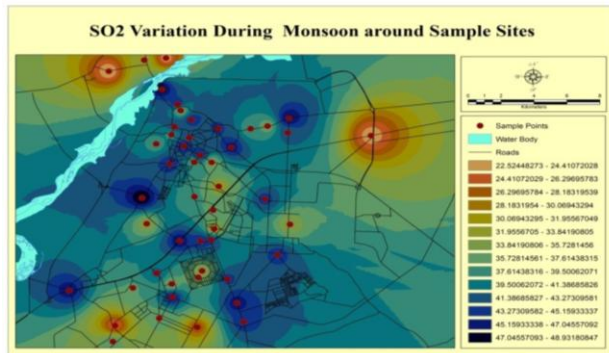 SO2 Variation During Monsoon around Sample Sites
Kilometers
Sample Points
Water Body
Roads
22.52448273 - 24.41072028
24.41072029 - 26.29695783
26.29695784 - 28.18319539
28.1831954 - 30.06943294
30.06943295 - 31.95567049
31.9556705 - 33.84190805
33.84190806 - 35.7281456
35.72814561 - 37.61438315
37.61438316 - 39.50062071
39.50062072 - 41.38685826
41.38685827 - 43.27309581
43.27309582 - 45.15933337
45.15933338 - 47.04557092
47.04557093 - 48.93180847